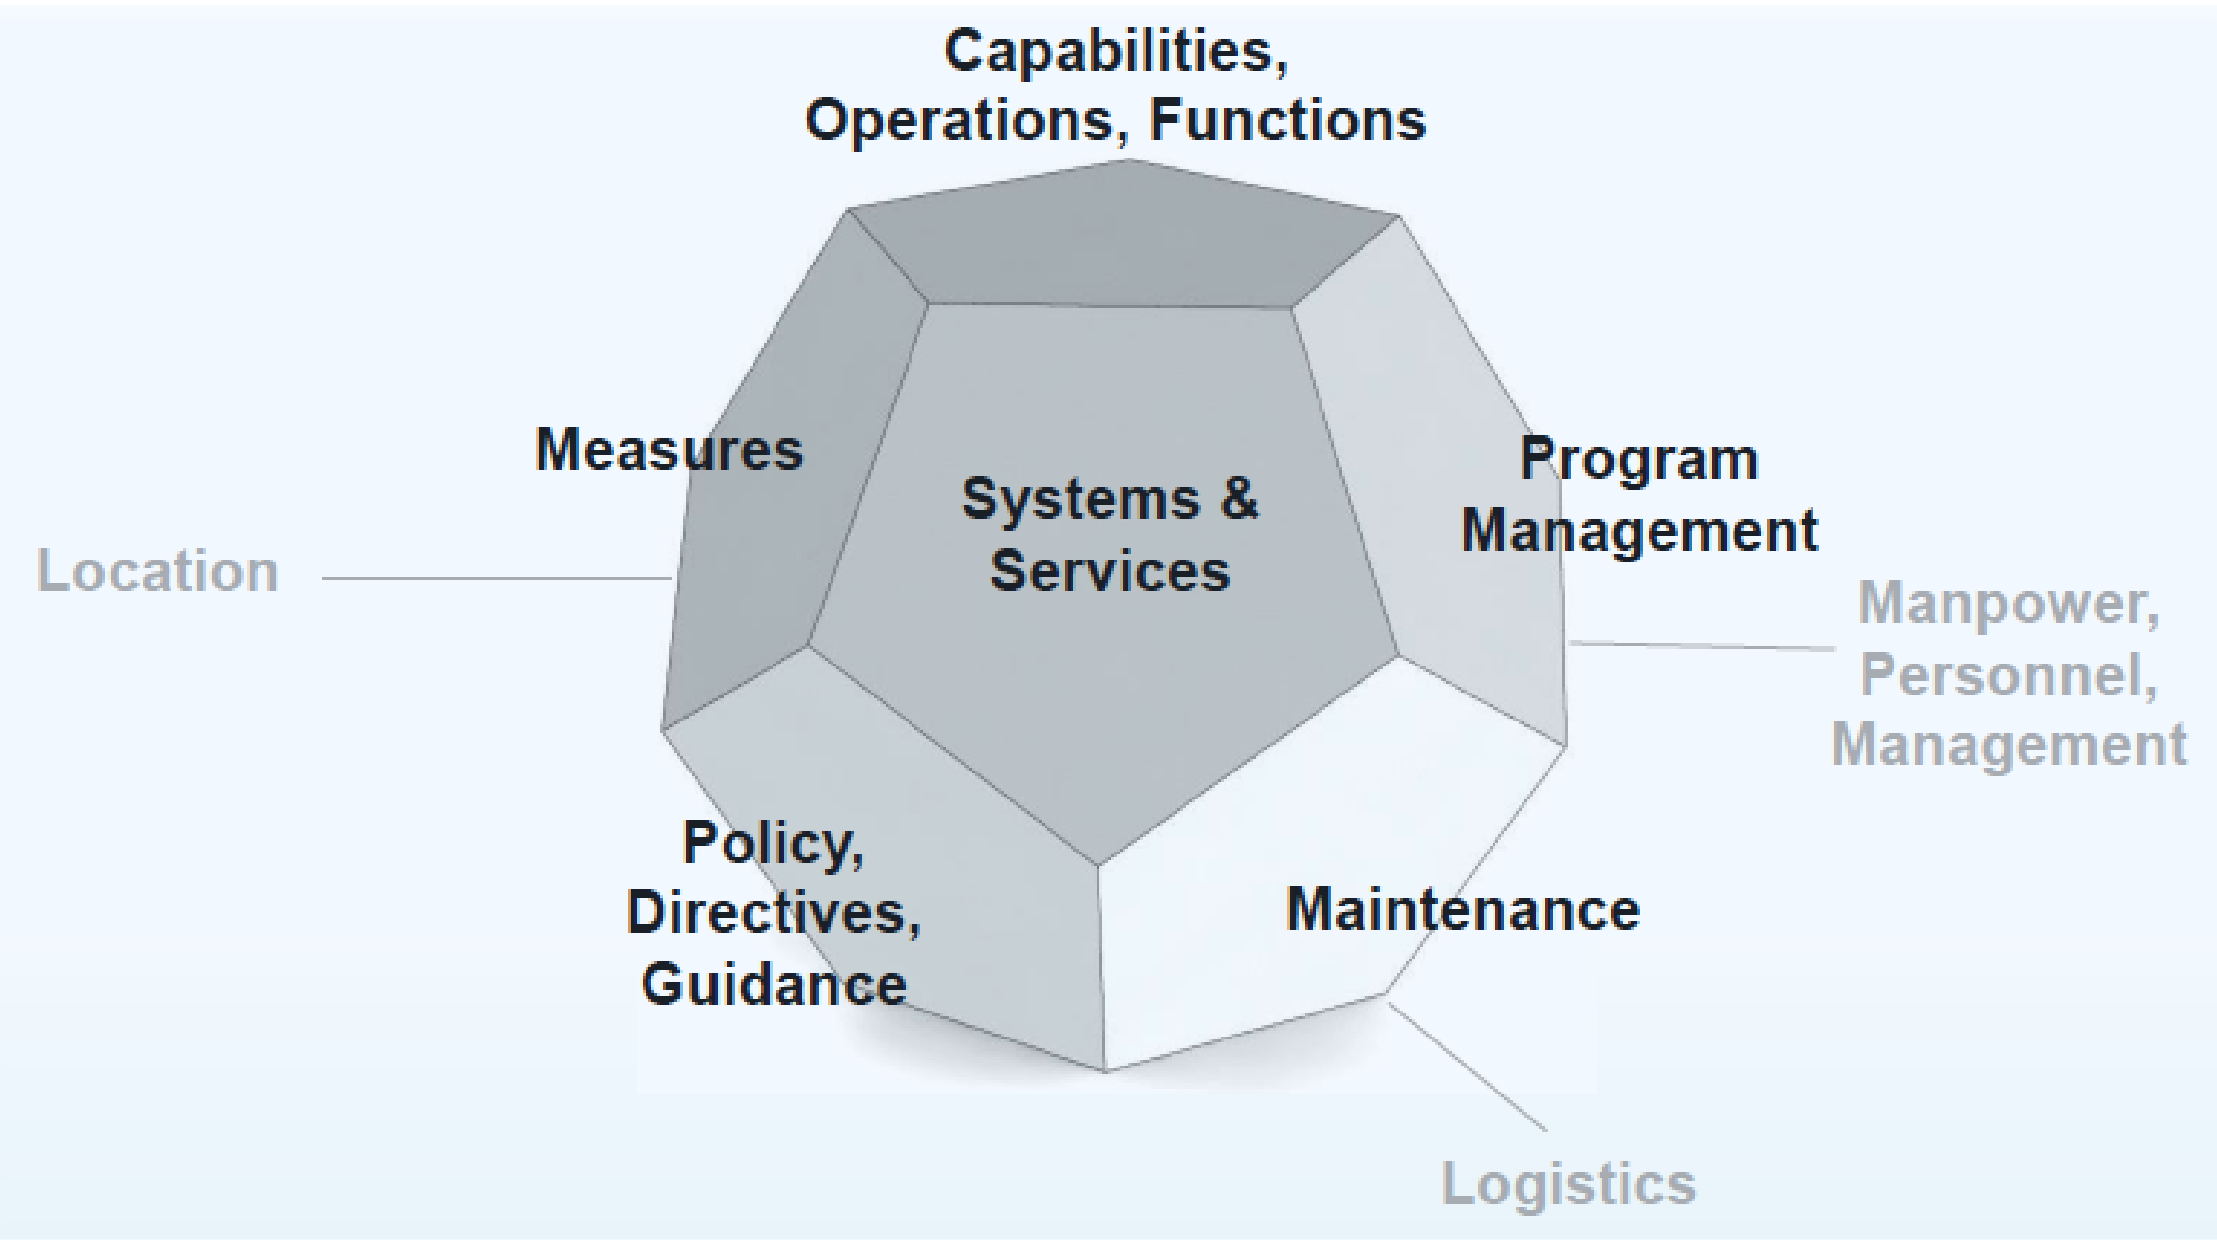 Capabilities,
Operations, Functions
Measures
Systems &
Services
Program
Management
Location
Manpower,
Personnel,
Management
Policy,
Directives,
Guidance
Maintenance
Logistics